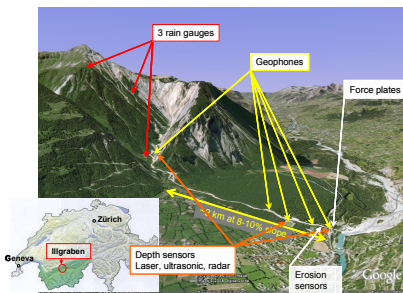 3 rain gauges
Geophones
Force plates
2 km at 8-10% slope
Zürich
Illgraben
Geneva
Depth sensors
Laser, ultrasonic, radar
Erosion
sensors
Google